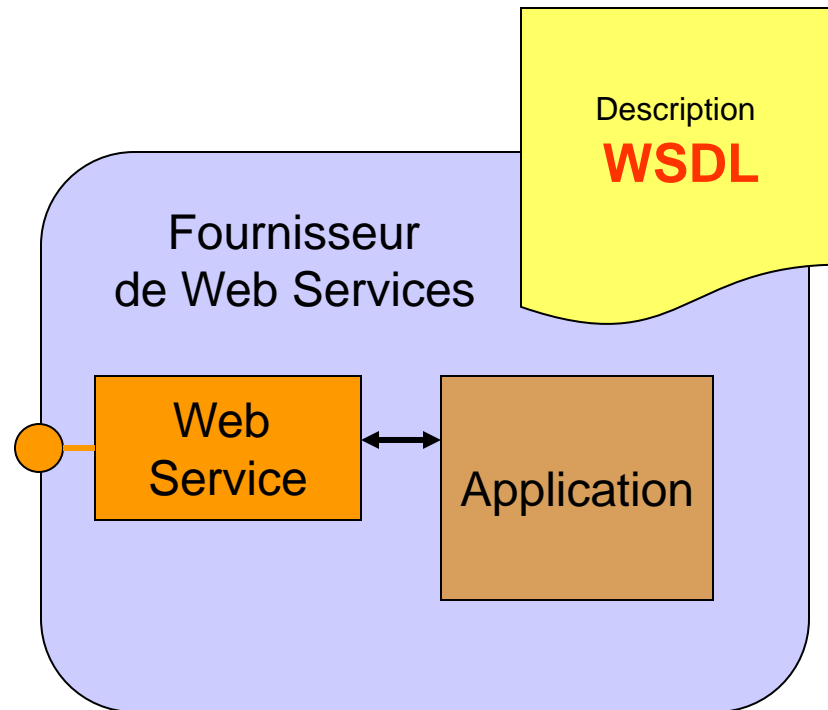 Description
WSDL
Fournisseur
de Web Services
Web
Service
Application